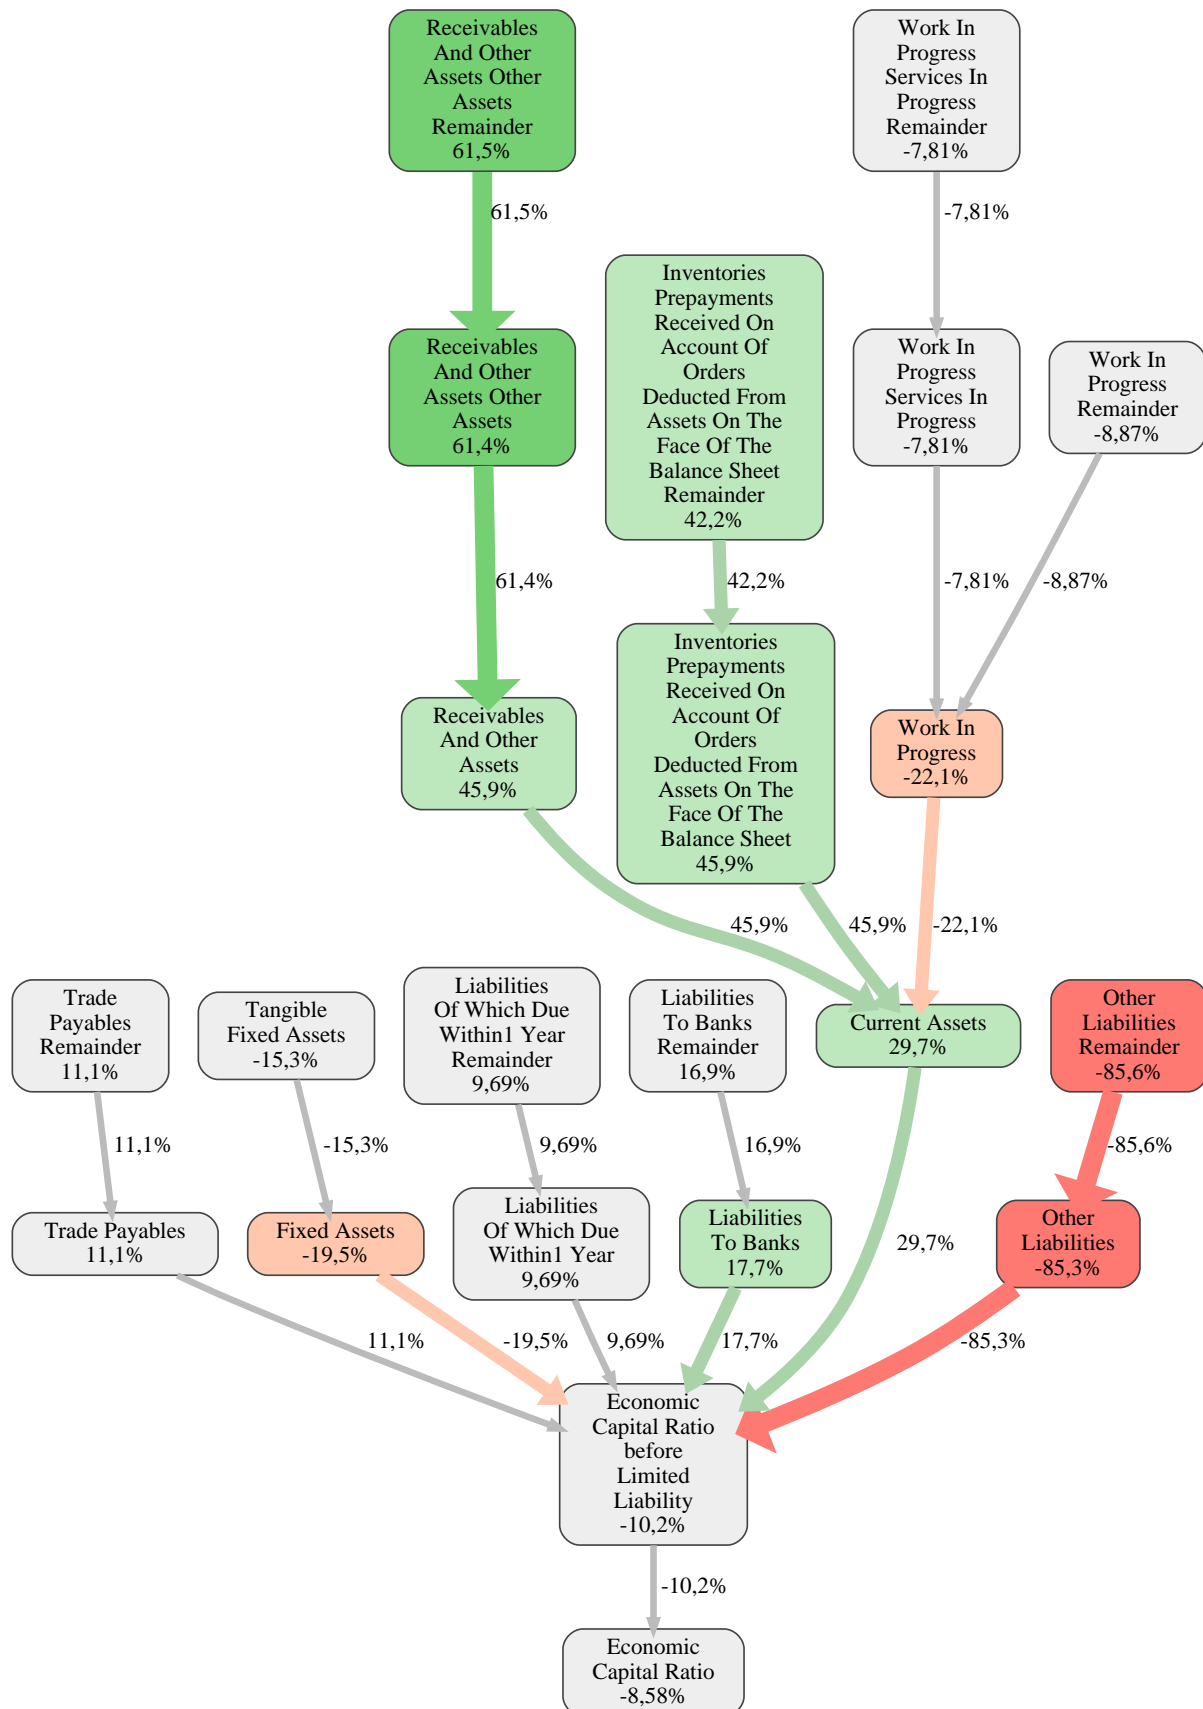 Receivables
And Other
Assets Other
Assets
Remainder
61,5%
Work In
Progress
Services In
Progress
Remainder
-7,81%
61,5%
-7,81%
Inventories
Prepayments
Received On
Account Of
Orders
Deducted From
Assets On The
Face Of The
Balance Sheet
Remainder
42,2%
Receivables
And Other
Assets Other
Assets
61,4%
Work In
Progress
Services In
Progress
-7,81%
Work In
Progress
Remainder
-8,87%
61,4%
42,2%
-7,81%
-8,87%
Inventories
Prepayments
Received On
Account Of
Orders
Deducted From
Assets On The
Face Of The
Balance Sheet
45,9%
Receivables
And Other
Assets
45,9%
Work In
Progress
-22,1%
45,9%
45,9%
-22,1%
Trade
Payables
Remainder
11,1%
Tangible
Fixed Assets
-15,3%
Liabilities
Of Which Due
Within1 Year
Remainder
9,69%
Liabilities
To Banks
Remainder
16,9%
Current Assets
29,7%
Other
Liabilities
Remainder
-85,6%
11,1%
-15,3%
9,69%
16,9%
-85,6%
Trade Payables
11,1%
Fixed Assets
-19,5%
Liabilities
Of Which Due
Within1 Year
9,69%
Liabilities
To Banks
17,7%
29,7%
Other
Liabilities
-85,3%
11,1%
-19,5%
9,69%
17,7%
-85,3%
Economic
Capital Ratio
before
Limited
Liability
-10,2%
-10,2%
Economic
Capital Ratio
-8,58%